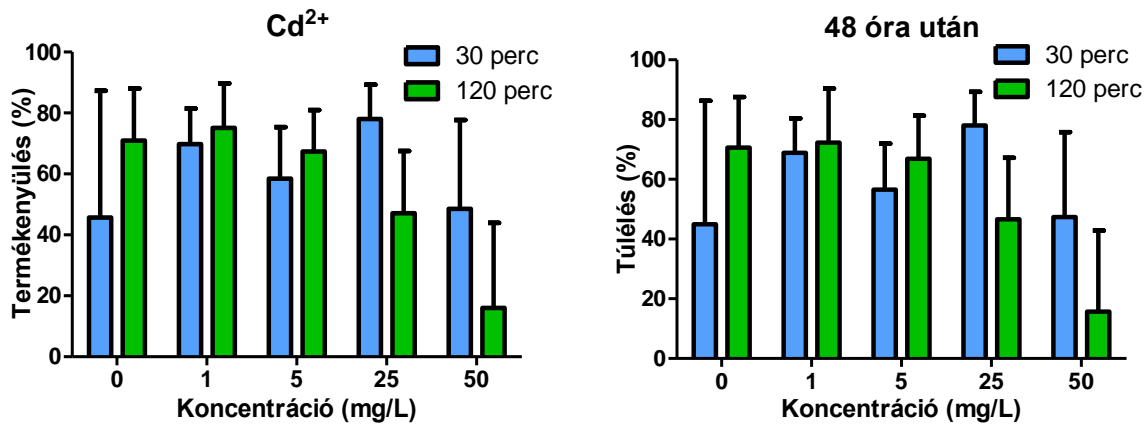 Cd2+
30 perc
120 perc
Termékenyülés (%)
100
80
60
40
20
0
0 1 5 25 50
Koncentráció (mg/L)
48 óra után
30 perc
120 perc
Túlélés (%)
100
80
60
40
20
0
0 1 5 25 50
Koncentráció (mg/L)